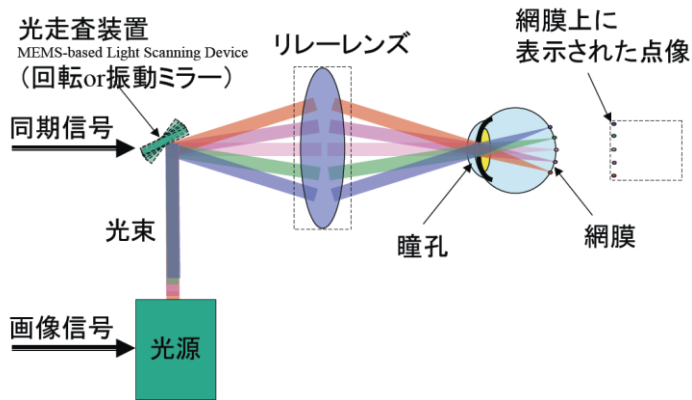 光走査装置
MEMS-based Light Scanning Device
（回転or振動ミラー）
リレーレンズ
網膜上に
表示された点像
同期信号
光束
瞳孔
網膜
画像信号
光源